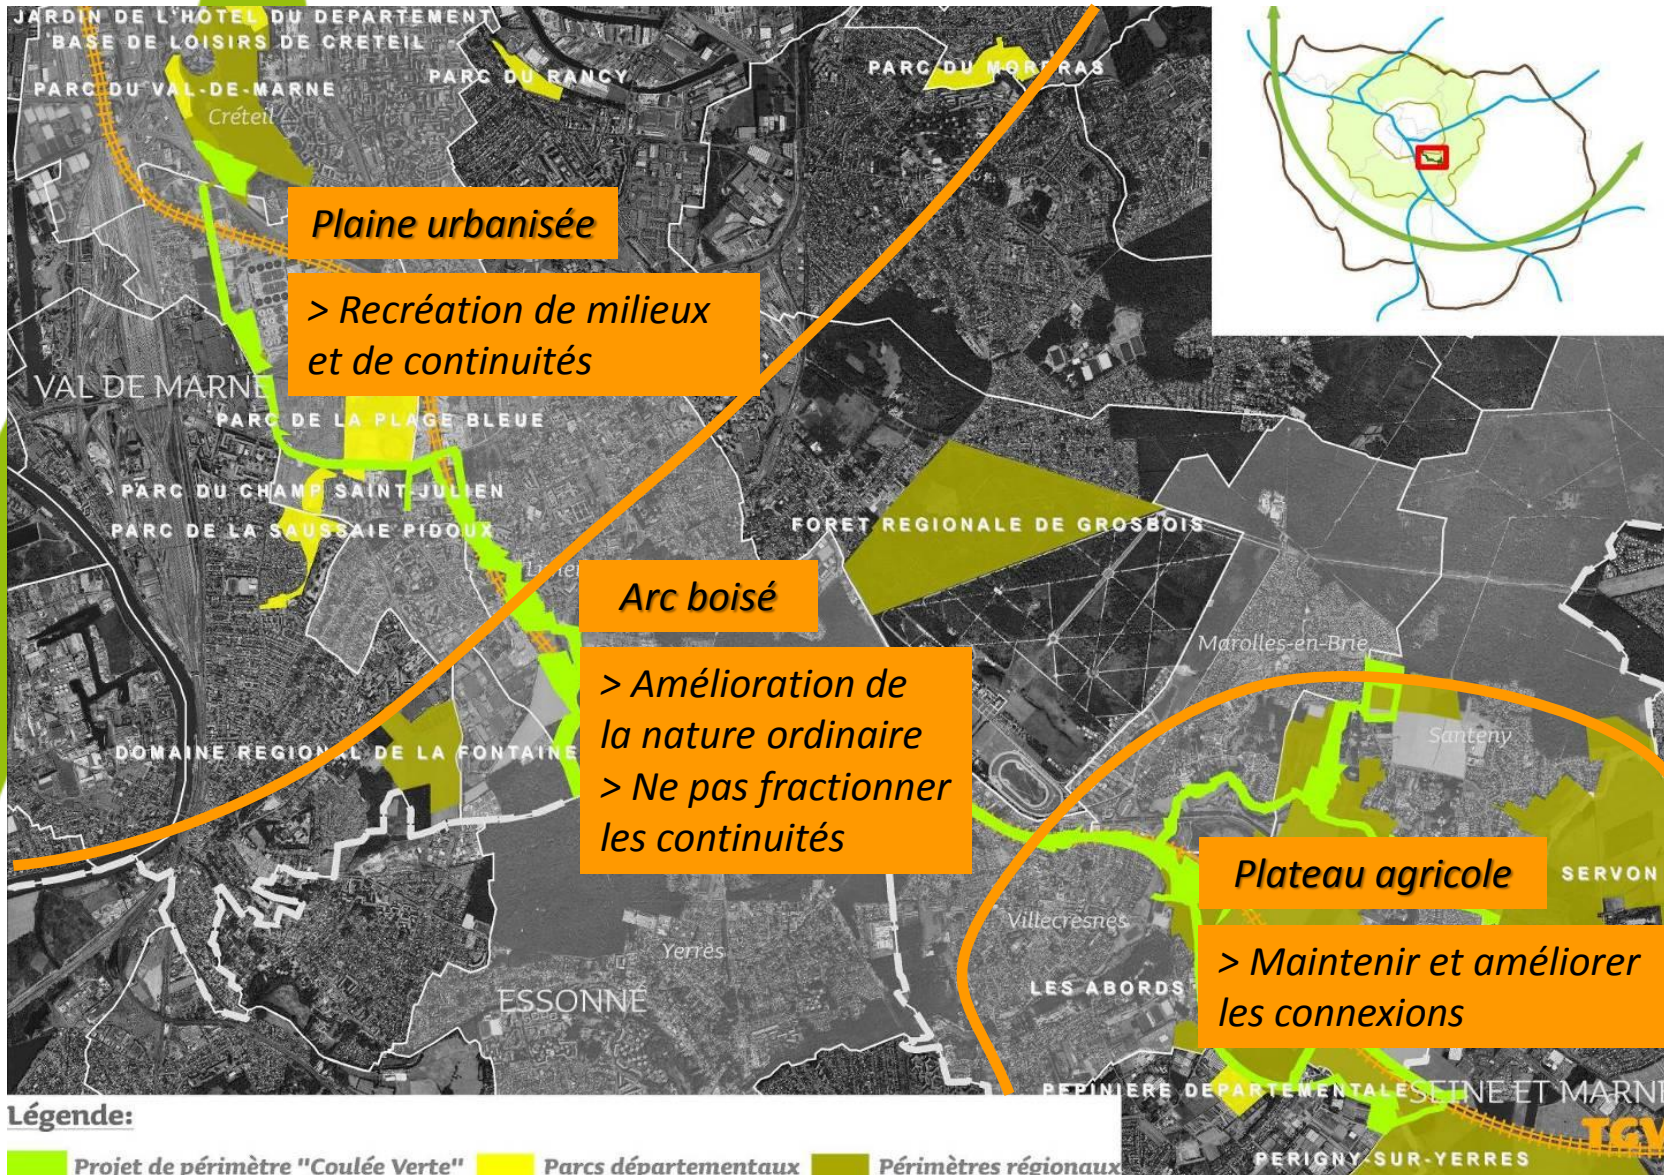 JARDIN DE L'HÔTEL DU DEPARTEMENT
BASE DE LOISIRS DE CRETEIL
PARC DU VAL-DE-MARNE
Créteil
PARC DU RANCY
PARC DU MORBRAS
Plaine urbanisée
> Recréation de milieux
et de continuités
VAL DE MARNE
PARC DE LA PLAGE BLEUE
PARC DU CHAMP SAINT-JULIEN
PARC DE LA SAUSSAIE PIDOUX
FORET REGIONALE DE GROSBOIS
Arc boisé
> Amélioration de
la nature ordinaire
> Ne pas fractionner
les continuités
Marolles-en-Brie
Santeny
DOMAINE REGIONAL DE LA FONTAINE
Plateau agricole
SERVON
> Maintenir et améliorer
les connexions
Villecresnes
Yerres
LES ABORDS
ESSONNE
PEPINIERE DEPARTEMENTALE
SEINE ET MARNE
TGV
PERIGNY-SUR-YERRES
Légende:
Projet de périmètre "Coulée Verte"
Parcs départementaux
Périmètres régionaux